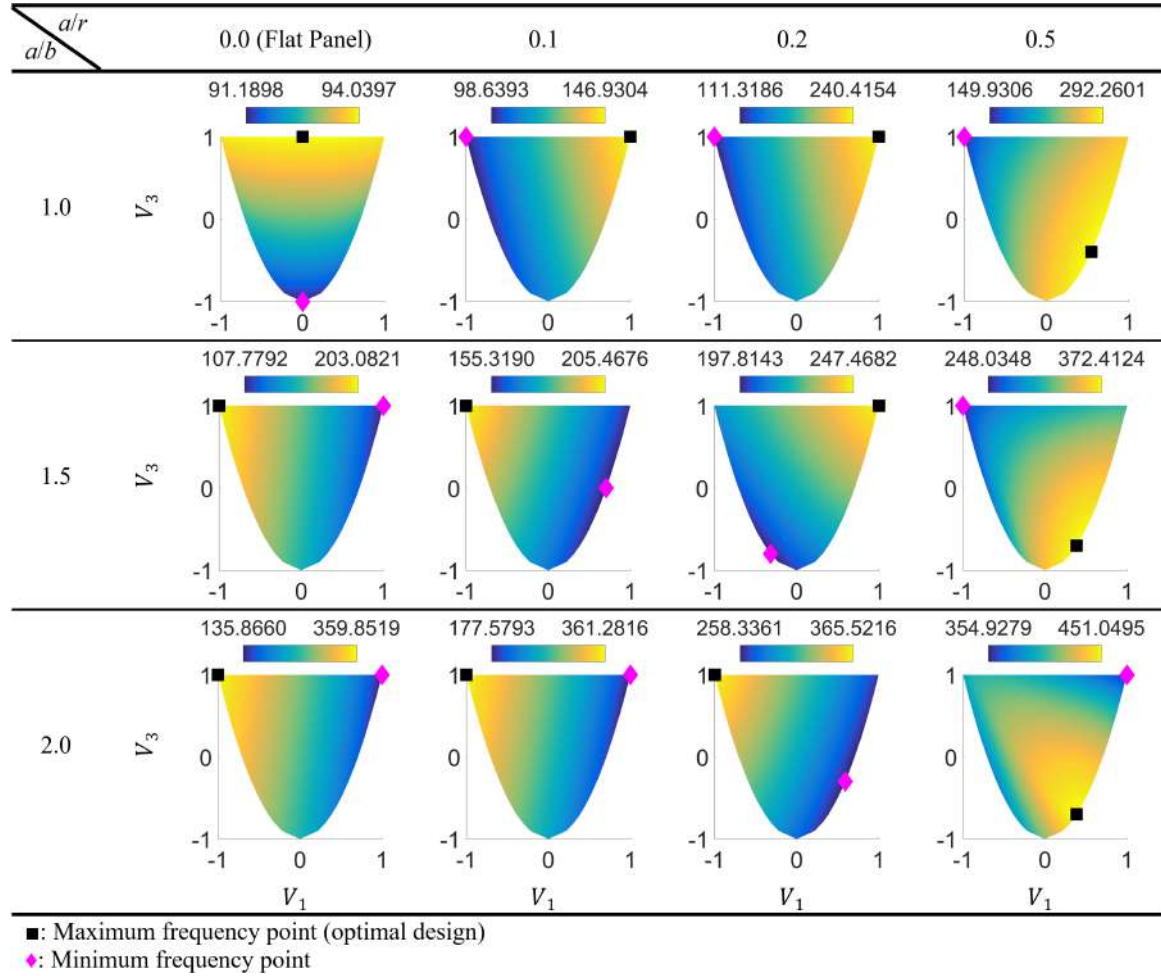 a/r
a/b
0.0 (Flat Panel) 0.1 0.2 0.5
91.1898 94.0397 98.6393 146.9304 111.3186 240.4154 149.9306 292.2601
1 1 1 1
1.0 V3 0 0 0 0
-1 -1 -1 -1
-1 0 1 -1 0 1 -1 0 1 -1 0 1
107.7792 203.0821 155.3190 205.4676 197.8143 247.4682 248.0348 372.4124
1 1 1 1
1.5 V3 0 0 0 0
-1 -1 -1 -1
-1 0 1 -1 0 1 -1 0 1 -1 0 1
135.8660 359.8519 177.5793 361.2816 258.3361 365.5216 354.9279 451.0495
1 1 1 1
2.0 V3 0 0 0 0
-1 -1 -1 -1
-1 0 1 -1 0 1 -1 0 1 -1 0 1
V1 V1 V1 V1
■: Maximum frequency point (optimal design)
♦: Minimum frequency point